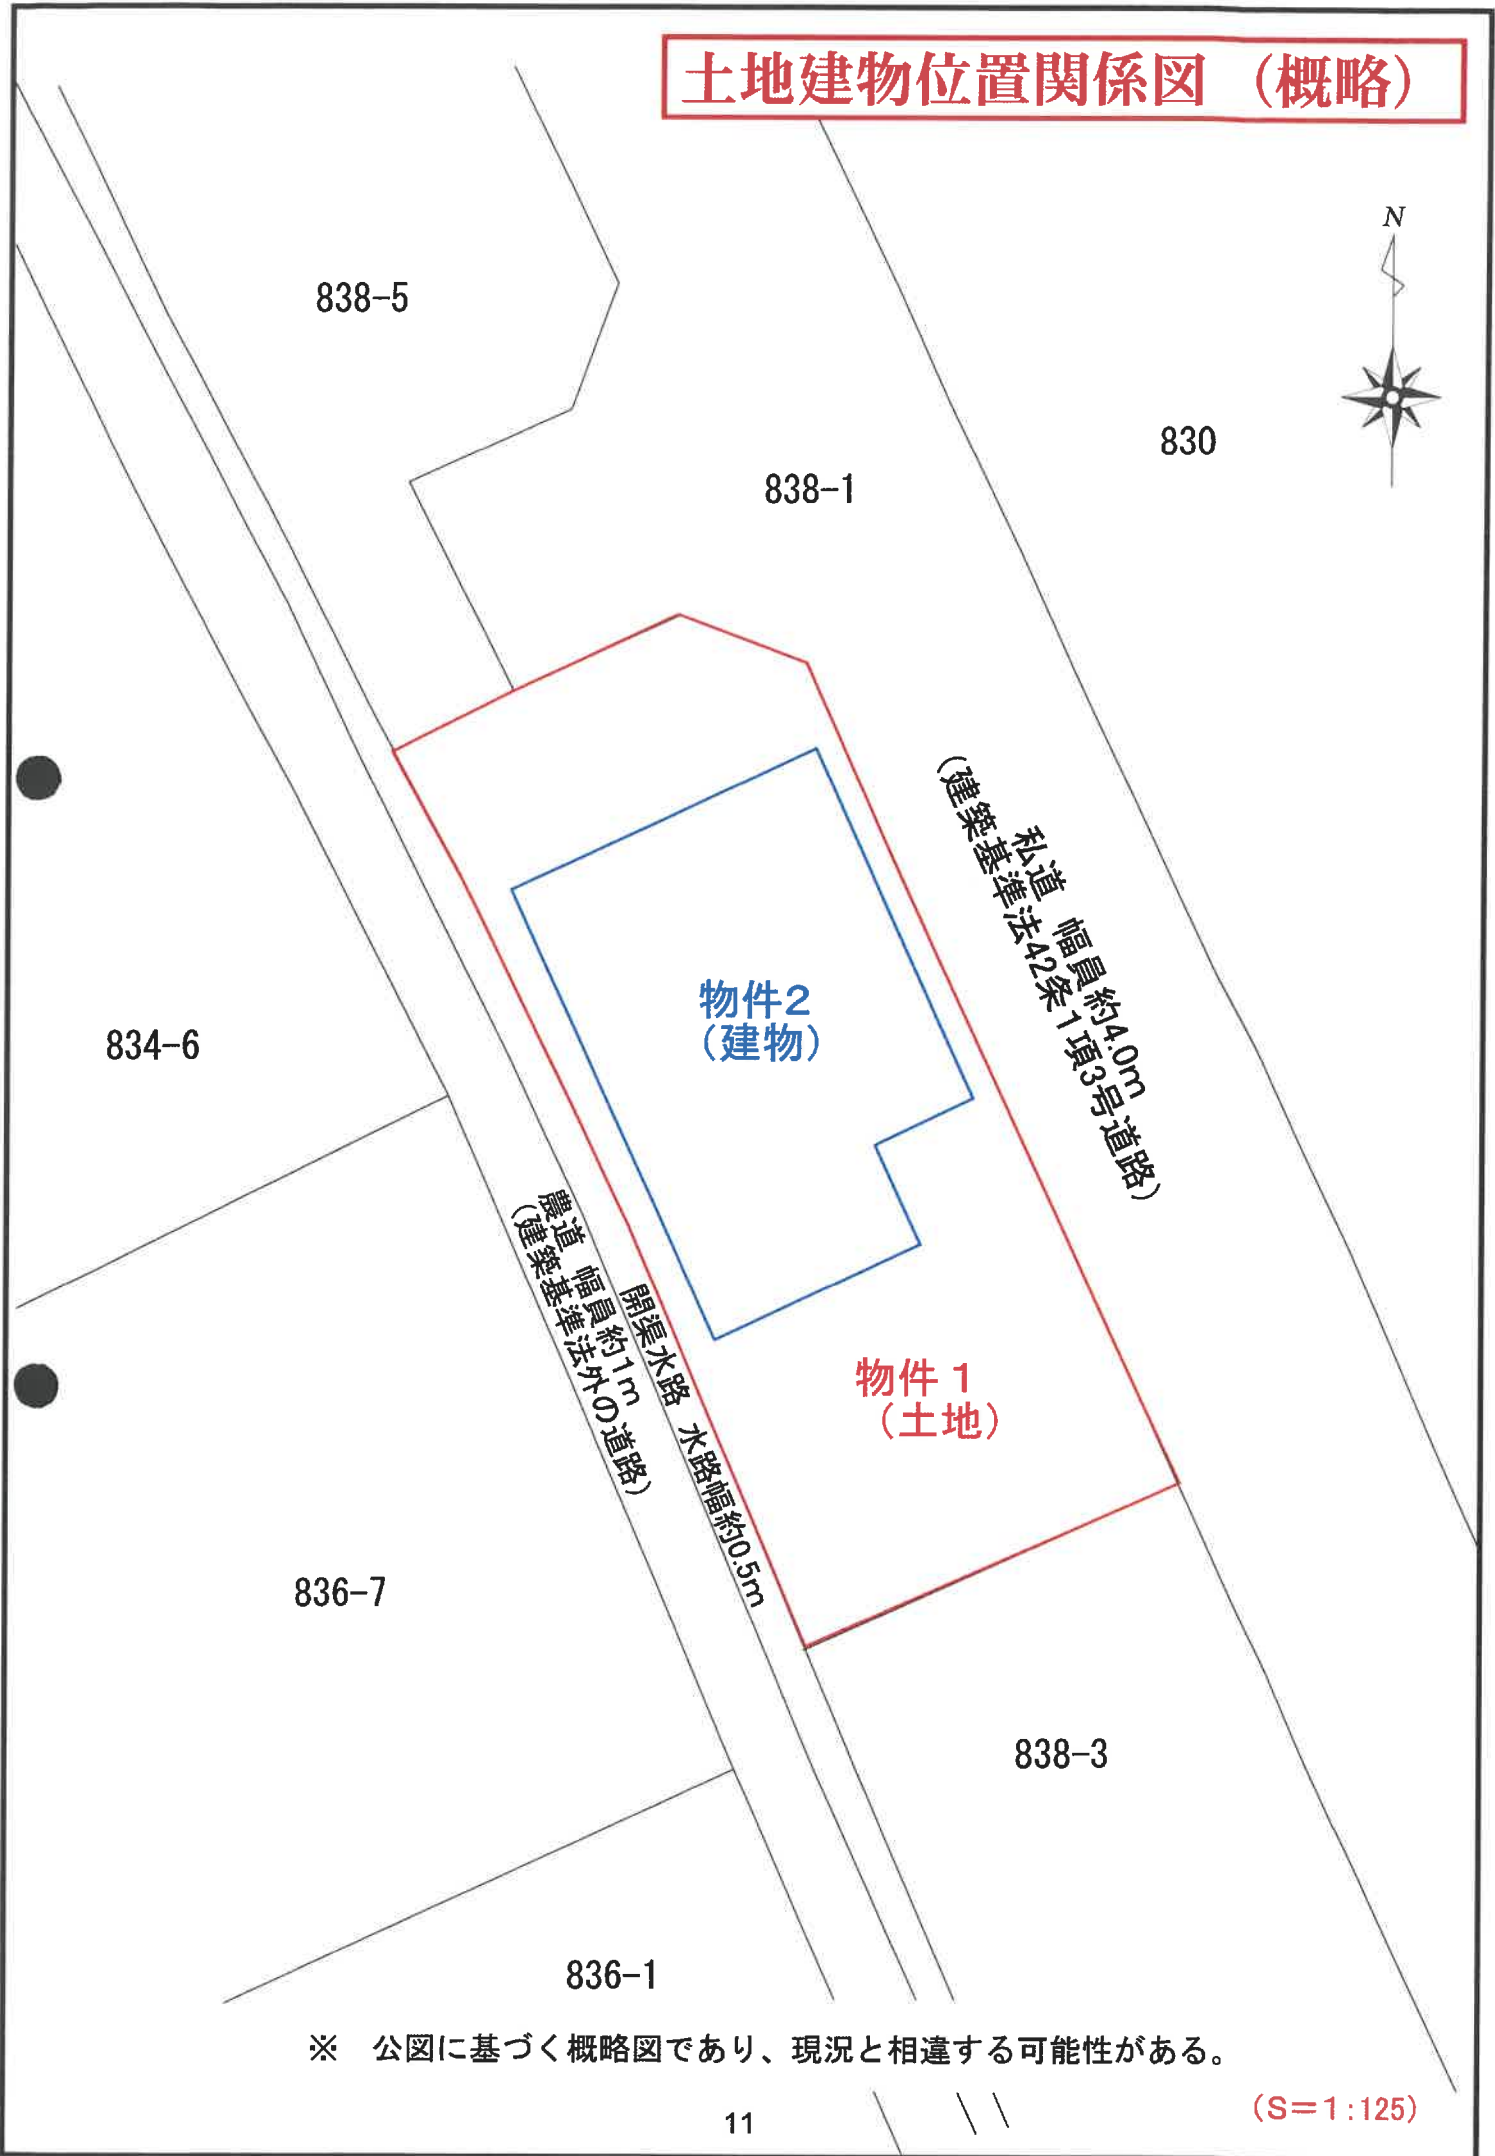 土地建物位置関係図（概略）
N
838-5
830
838-1
私道 幅員約4.0m
（建築基準法42条1項3号道路）
物件2
（建物）
834-6
農道 幅員約1m
（建築基準法外の道路）
開渠水路 水路幅約0.5m
物件1
（土地）
836-7
838-3
836-1
※ 公図に基づく概略図であり、現況と相違する可能性がある。
（S＝1:125）
11